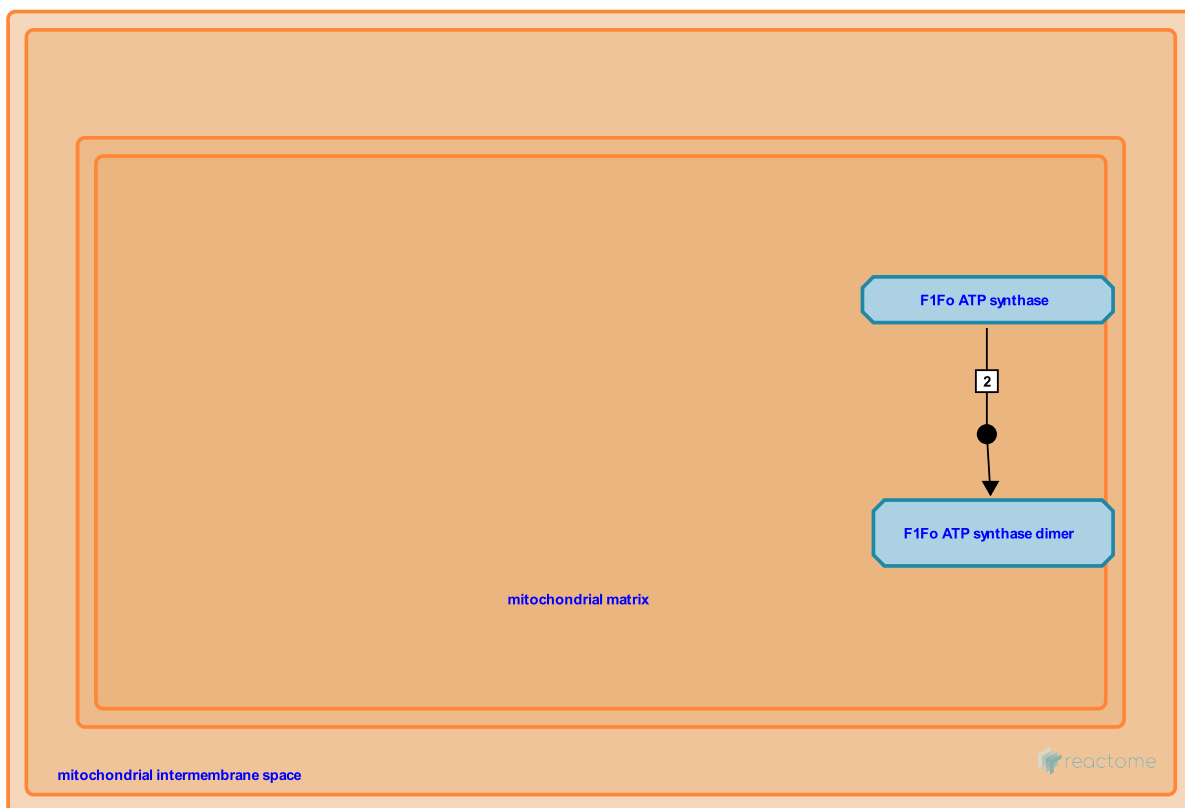 F1Fo ATP synthase
2
F1Fo ATP synthase dimer
mitochondrial matrix
reactome
mitochondrial intermembrane space